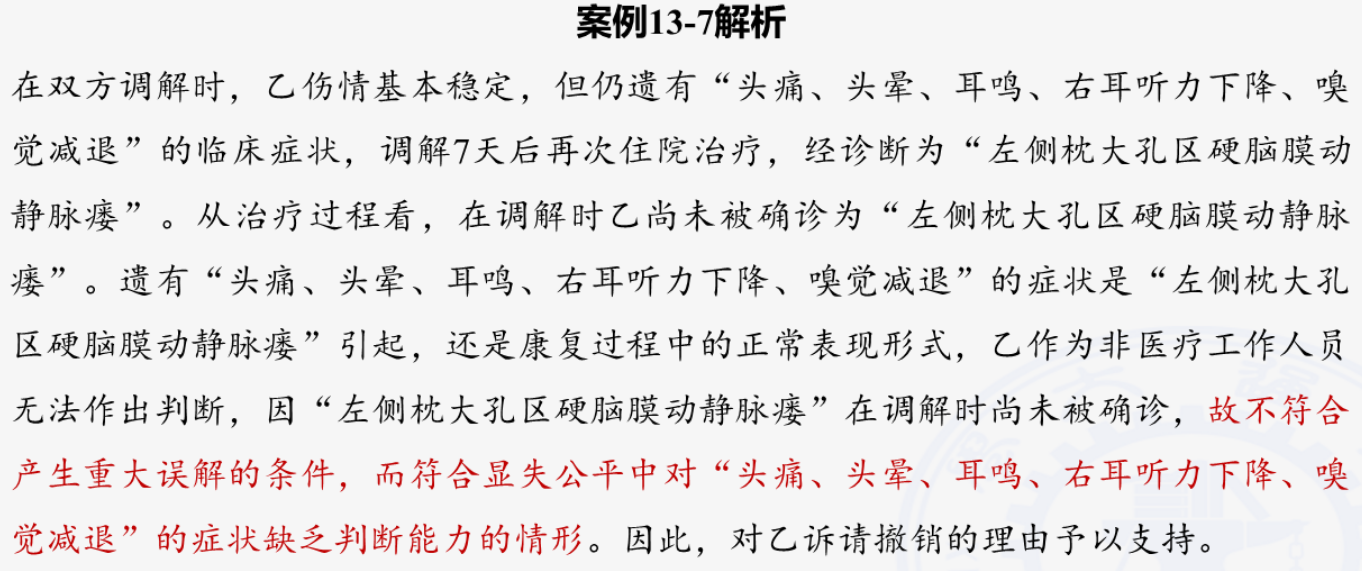 案例13-7解析
在双方调解时，乙伤情基本稳定，但仍遗有“头痛、头晕、耳鸣、右耳听力下降、嗅
觉减退”的临床症状，调解7天后再次住院治疗，经诊断为“左侧枕大孔区硬脑膜动
静脉瘘”。从治疗过程看，在调解时乙尚未被确诊为“左侧枕大孔区硬脑膜动静脉
瘘”。遗有“头痛、头晕、耳鸣、右耳听力下降、嗅觉减退”的症状是“左侧枕大孔
区硬脑膜动静脉瘘”引起，还是康复过程中的正常表现形式，乙作为非医疗工作人员
无法作出判断，因“左侧枕大孔区硬脑膜动静脉瘘”在调解时尚未被确诊，故不符合
产生重大误解的条件，而符合显失公平中对“头痛、头晕、耳鸣、右耳听力下降、嗅
觉减退”的症状缺乏判断能力的情形。因此，对乙诉请撤销的理由予以支持。